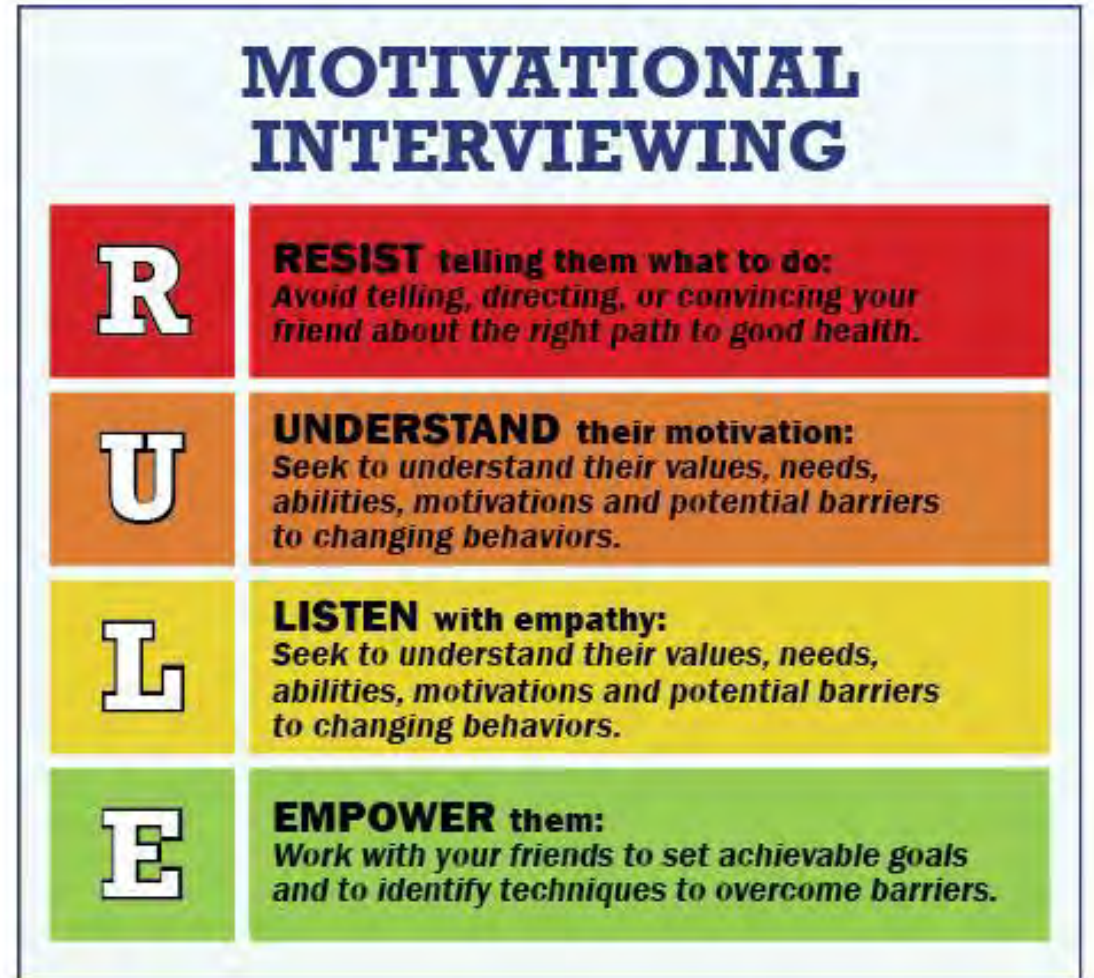 MOTIVATIONAL
INTERVIEWING
R
RESIST telling them what to do:
Avoid telling, directing, or convincing your
friend about the right path to good health.
U
UNDERSTAND their motivation:
Seek to understand their values, needs,
abilities, motivations and potential barriers
to changing behaviors.
L
LISTEN with empathy:
Seek to understand their values, needs,
abilities, motivations and potential barriers
to changing behaviors.
E
EMPOWER them:
Work with your friends to set achievable goals
and to identify techniques to overcome barriers.